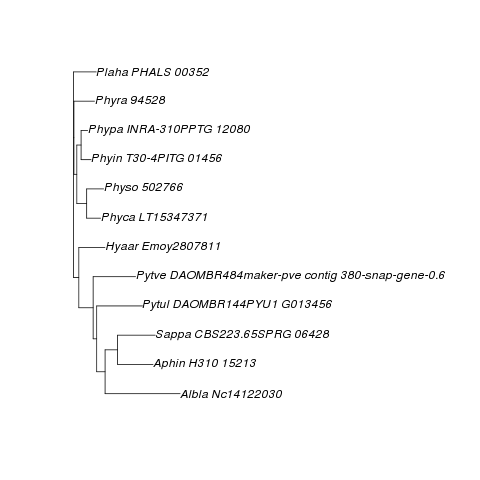 Plaha PHALS 00352
Phyra 94528
Phypa INRA-310PPTG 12080
Phyin T30-4PITG 01456
Physo 502766
Phyca LT15347371
Hyaar Emoy2807811
Pytve DAOMBR484maker-pve contig 380-snap-gene-0.6
Pytul DAOMBR144PYU1 G013456
Sappa CBS223.65SPRG 06428
Aphin H310 15213
Albla Nc14122030